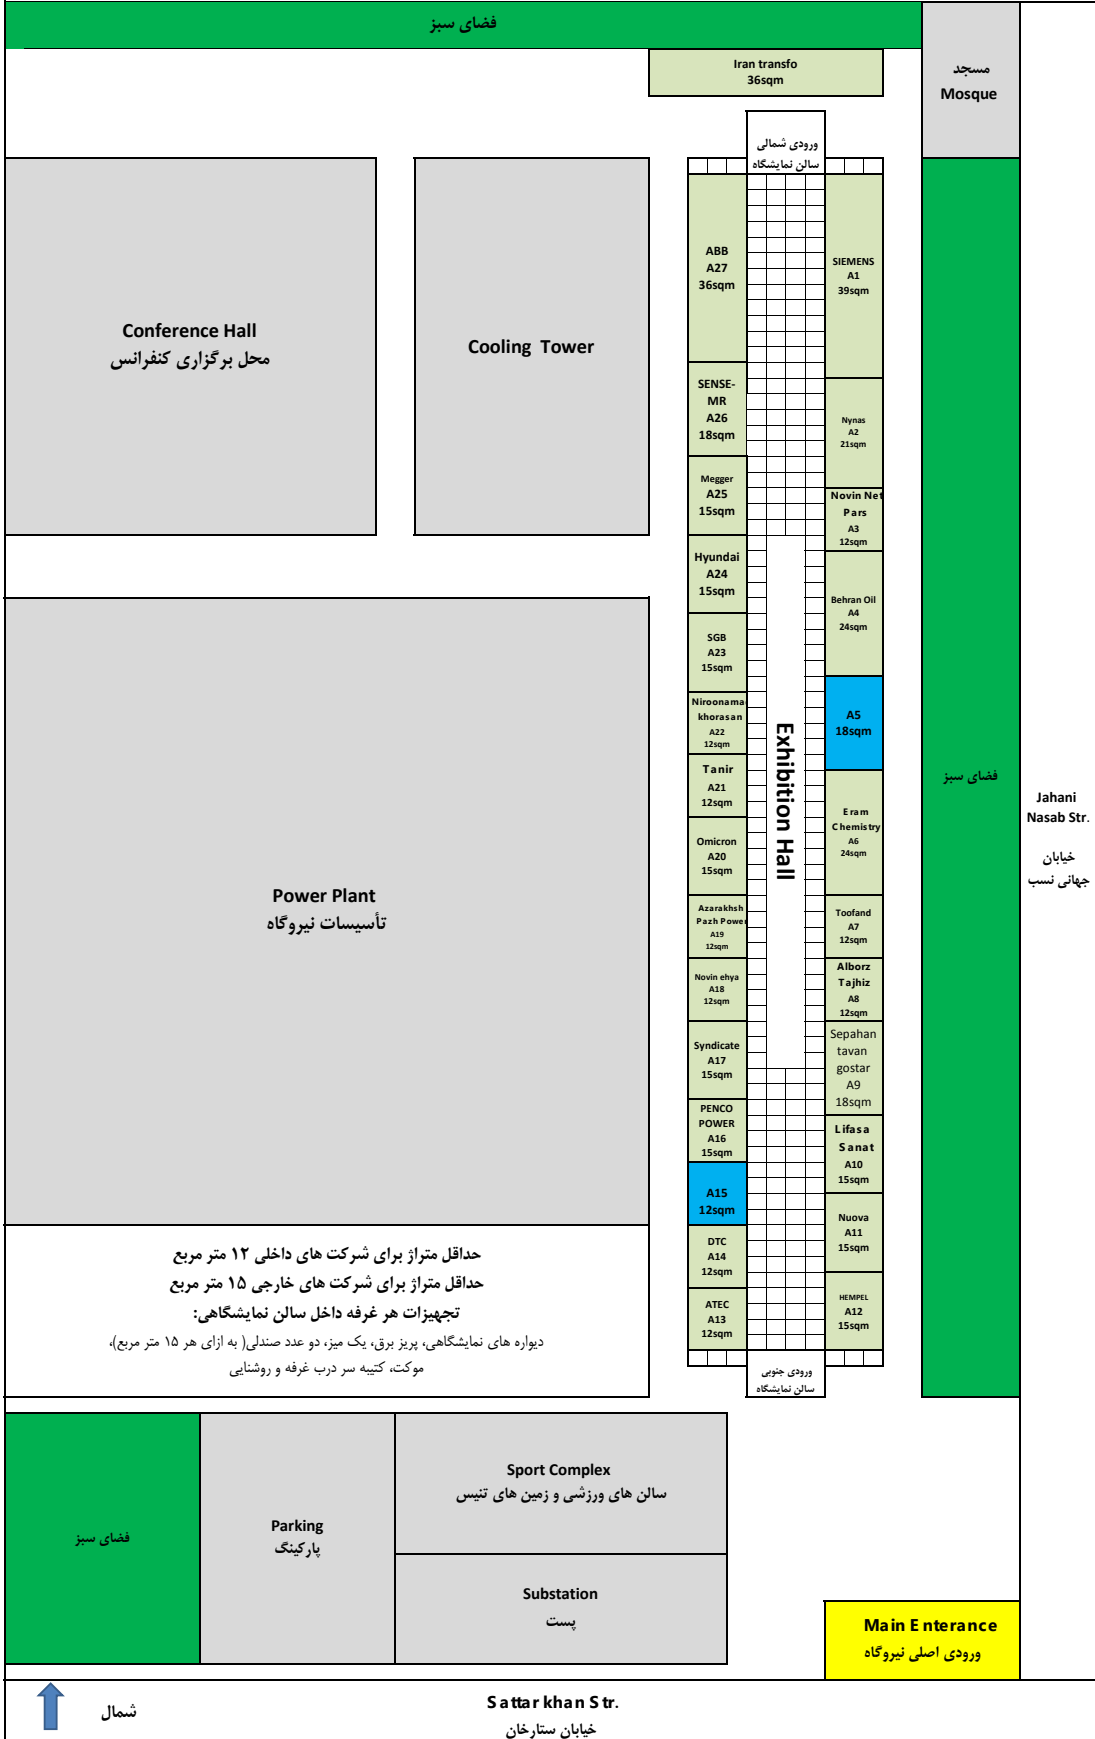 فضای سبز
Iran transfo
36sqm
مسجد
Mosque
ورودی شمالی
سالن نمایشگاه
Conference Hall
محل برگزاری کنفرانس
Cooling Tower
ABB
A27
36sqm
SENSE-
MR
A26
18sqm
Megger
A25
15sqm
Hyundai
A24
15sqm
SGB
A23
15sqm
Niroonama
khorasan
A22
12sqm
Tanir
A21
12sqm
Omicron
A20
15sqm
Azarakhsh
Pazh Power
A19
12sqm
Novin ehya
A18
12sqm
Syndicate
A17
15sqm
PENCO
POWER
A16
15sqm
A15
12sqm
DTC
A14
12sqm
ATEC
A13
12sqm
Exhibition Hall
SIEMENS
A1
39sqm
Nynas
A2
21sqm
Novin Net
Pars
A3
12sqm
Behran Oil
A4
24sqm
A5
18sqm
Eram
Chemistry
A6
24sqm
Toofand
A7
12sqm
Alborz
Tajhiz
A8
12sqm
Sepahan
tavan
gostar
A9
18sqm
Lifasa
Sanat
A10
15sqm
Nuova
A11
15sqm
HEMPEL
A12
15sqm
ورودی جنوبی
سالن نمایشگاه
فضای سبز
Jahani
Nasab Str.
خیابان
جهانی نسب
Power Plant
تأسیسات نیروگاه
حداقل متراژ برای شرکت های داخلی ۱۲ متر مربع
حداقل متراژ برای شرکت های خارجی ۱۵ متر مربع
تجهیزات هر غرفه داخل سالن نمایشگاهی:
دیواره های نمایشگاهی، پریز برق، یک میز، دو عدد صندلی( به ازای هر ۱۵ متر مربع)،
موکت، کتیبه سر درب غرفه و روشنایی
فضای سبز
Parking
پارکینگ
Sport Complex
سالن های ورزشی و زمین های تنیس
Substation
پست
Main Enterance
ورودی اصلی نیروگاه
شمال
Sattar khan Str.
خیابان ستارخان